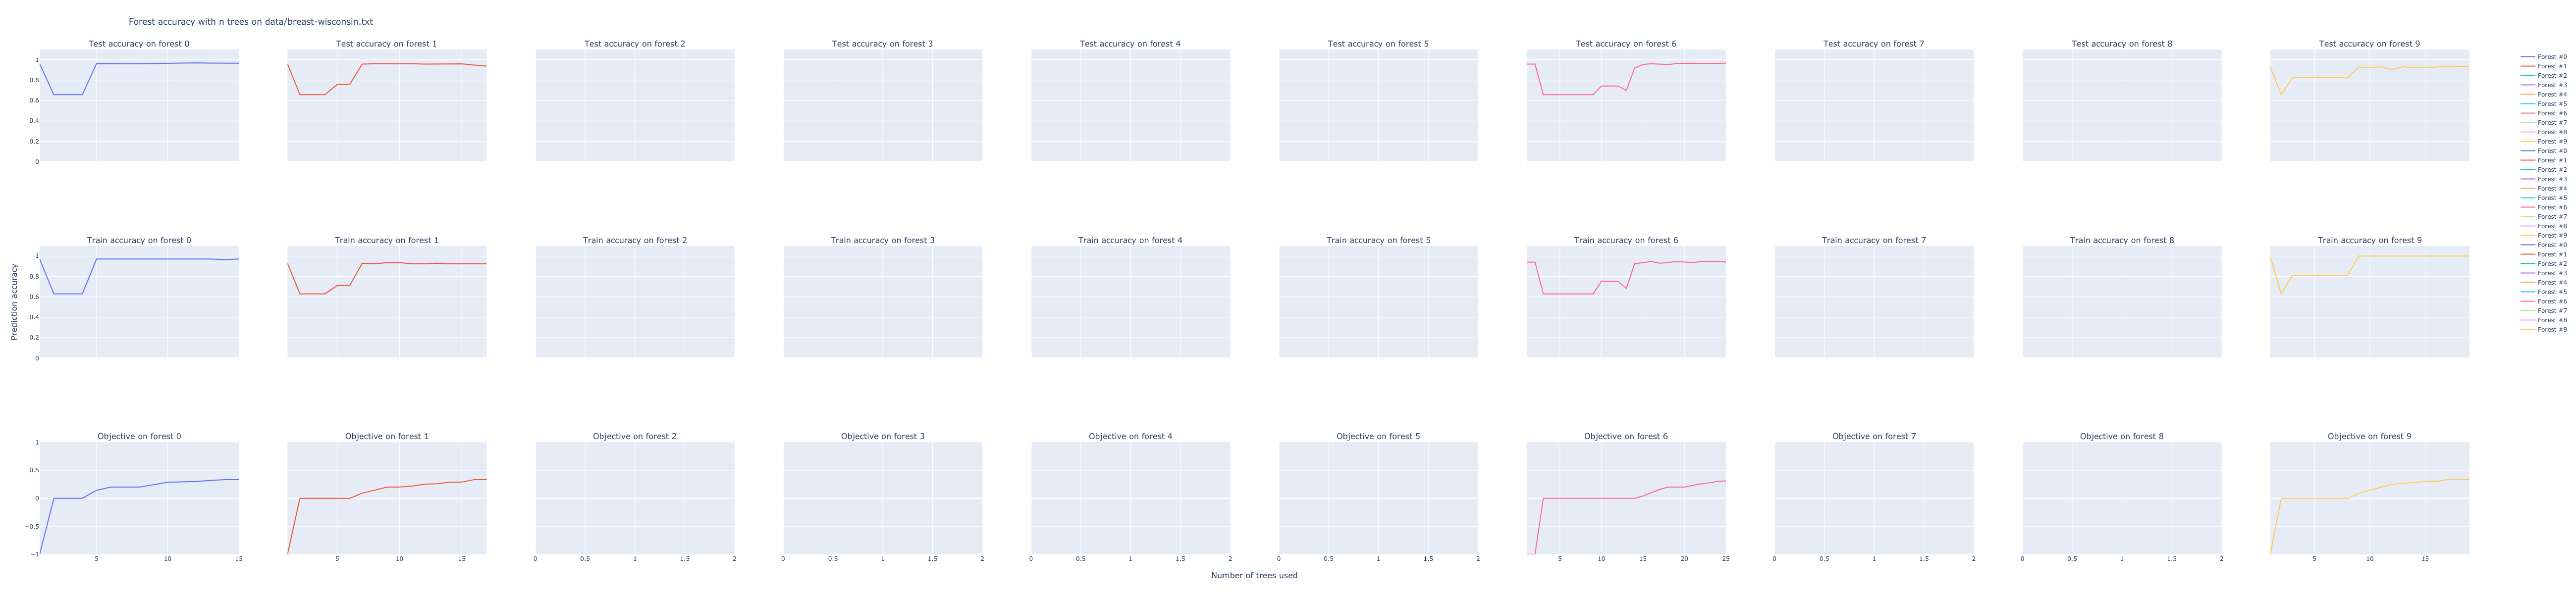 Forest accuracy with n trees on data/breast-wisconsin.txt
Test accuracy on forest 0 Test accuracy on forest 1 Test accuracy on forest 2 Test accuracy on forest 3 Test accuracy on forest 4 Test accuracy on forest 5 Test accuracy on forest 6 Test accuracy on forest 7 Test accuracy on forest 8 Test accuracy on forest 9
1
0.8
0.6
0.4
0.2
0
Train accuracy on forest 0 Train accuracy on forest 1 Train accuracy on forest 2 Train accuracy on forest 3 Train accuracy on forest 4 Train accuracy on forest 5 Train accuracy on forest 6 Train accuracy on forest 7 Train accuracy on forest 8 Train accuracy on forest 9
1
0.8
0.6
0.4
0.2
0
Prediction accuracy
Objective on forest 0 Objective on forest 1 Objective on forest 2 Objective on forest 3 Objective on forest 4 Objective on forest 5 Objective on forest 6 Objective on forest 7 Objective on forest 8 Objective on forest 9
1
0.5
0
−0.5
−1
5 10 15 5 10 15 0 0.5 1 1.5 2 0 0.5 1 1.5 2 0 0.5 1 1.5 2 0 0.5 1 1.5 2 5 10 15 20 25 0 0.5 1 1.5 2 0 0.5 1 1.5 2 5 10 15
Number of trees used
Forest #0
Forest #1
Forest #2
Forest #3
Forest #4
Forest #5
Forest #6
Forest #7
Forest #8
Forest #9
Forest #0
Forest #1
Forest #2
Forest #3
Forest #4
Forest #5
Forest #6
Forest #7
Forest #8
Forest #9
Forest #0
Forest #1
Forest #2
Forest #3
Forest #4
Forest #5
Forest #6
Forest #7
Forest #8
Forest #9